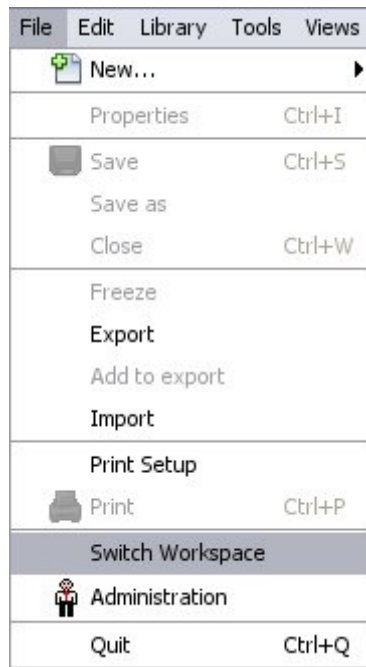 File Edit Library Tools Views
New...
Properties Ctrl+I
Save Ctrl+S
Save as
Close Ctrl+W
Freeze
Export
Add to export
Import
Print Setup
Print Ctrl+P
Switch Workspace
Administration
Quit Ctrl+Q